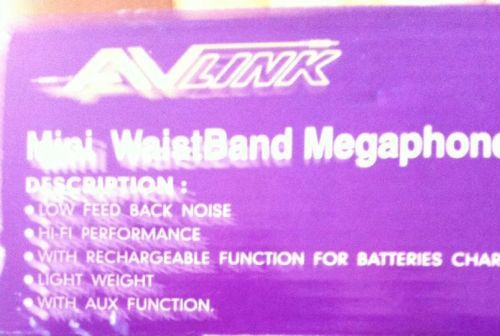 AVLINK
Mini WaistBand Megaphone
DESCRIPTION :
• LOW FEED BACK NOISE
• HI-FI PERFORMANCE
• WITH RECHARGEABLE FUNCTION FOR BATTERIES CHAR
• LIGHT WEIGHT
• WITH AUX FUNCTION.